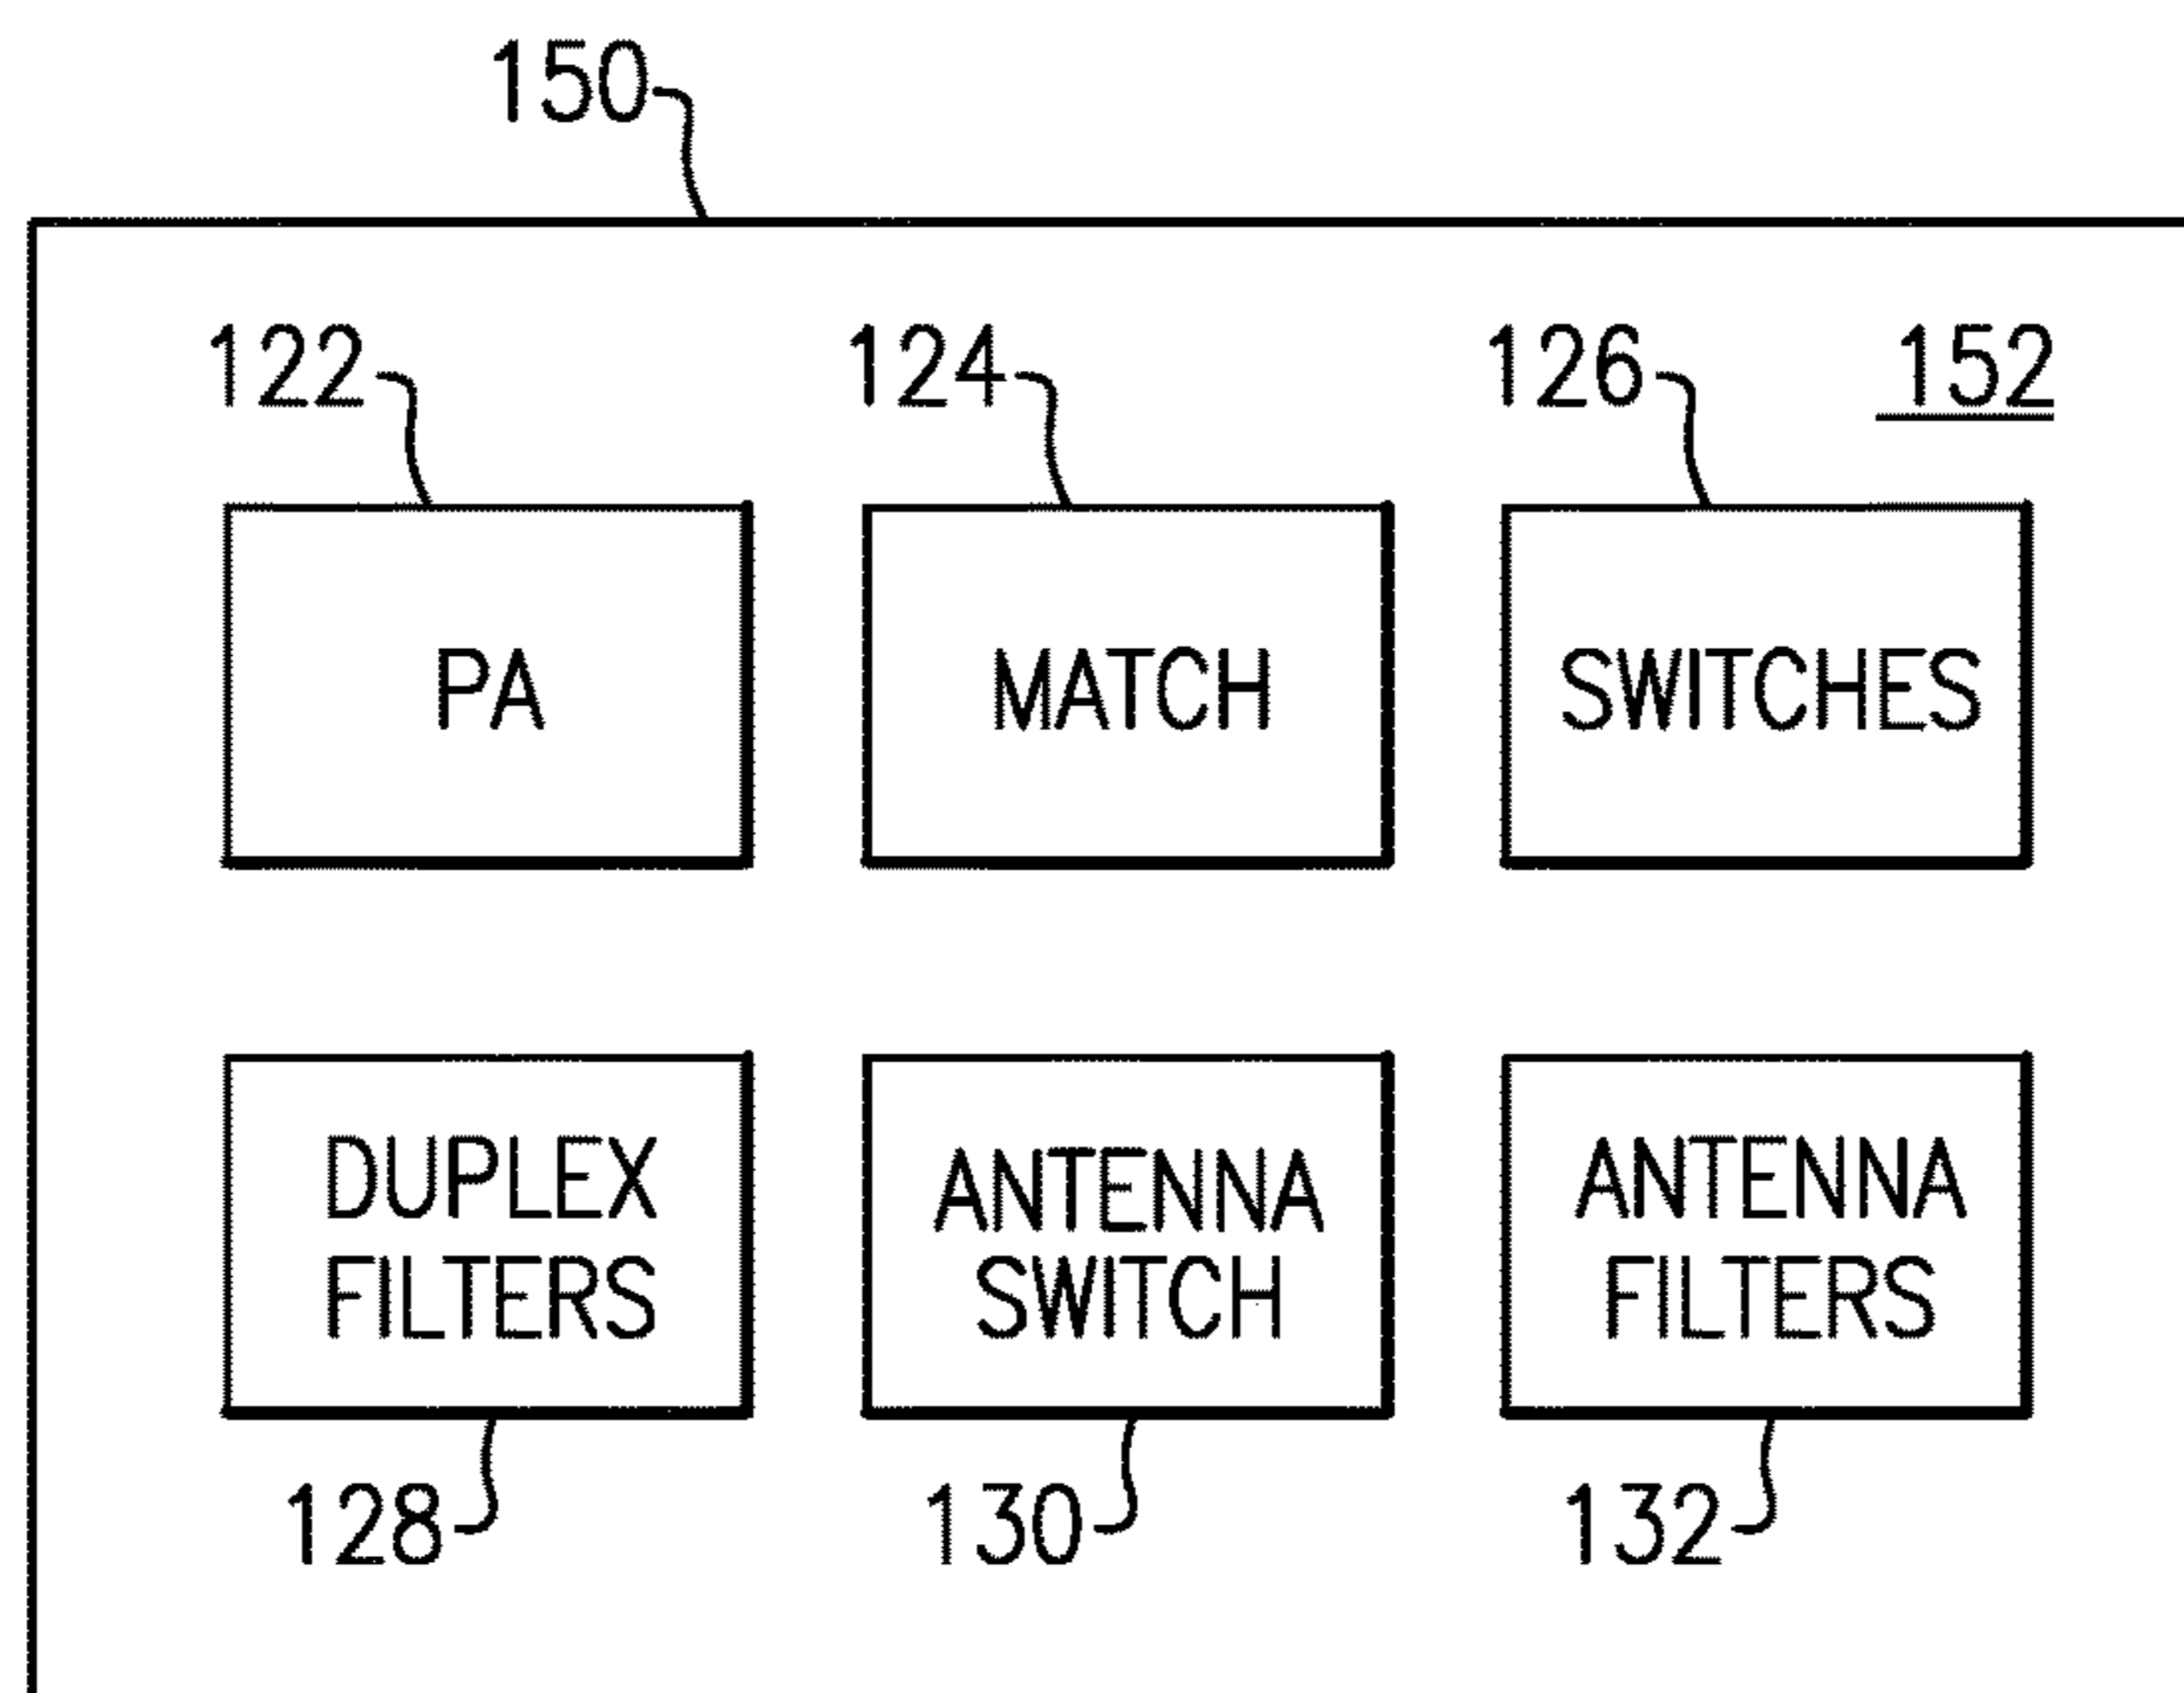 150
122
124
126
152
PA
MATCH
SWITCHES
DUPLEX
FILTERS
ANTENNA
SWITCH
ANTENNA
FILTERS
128
130
132